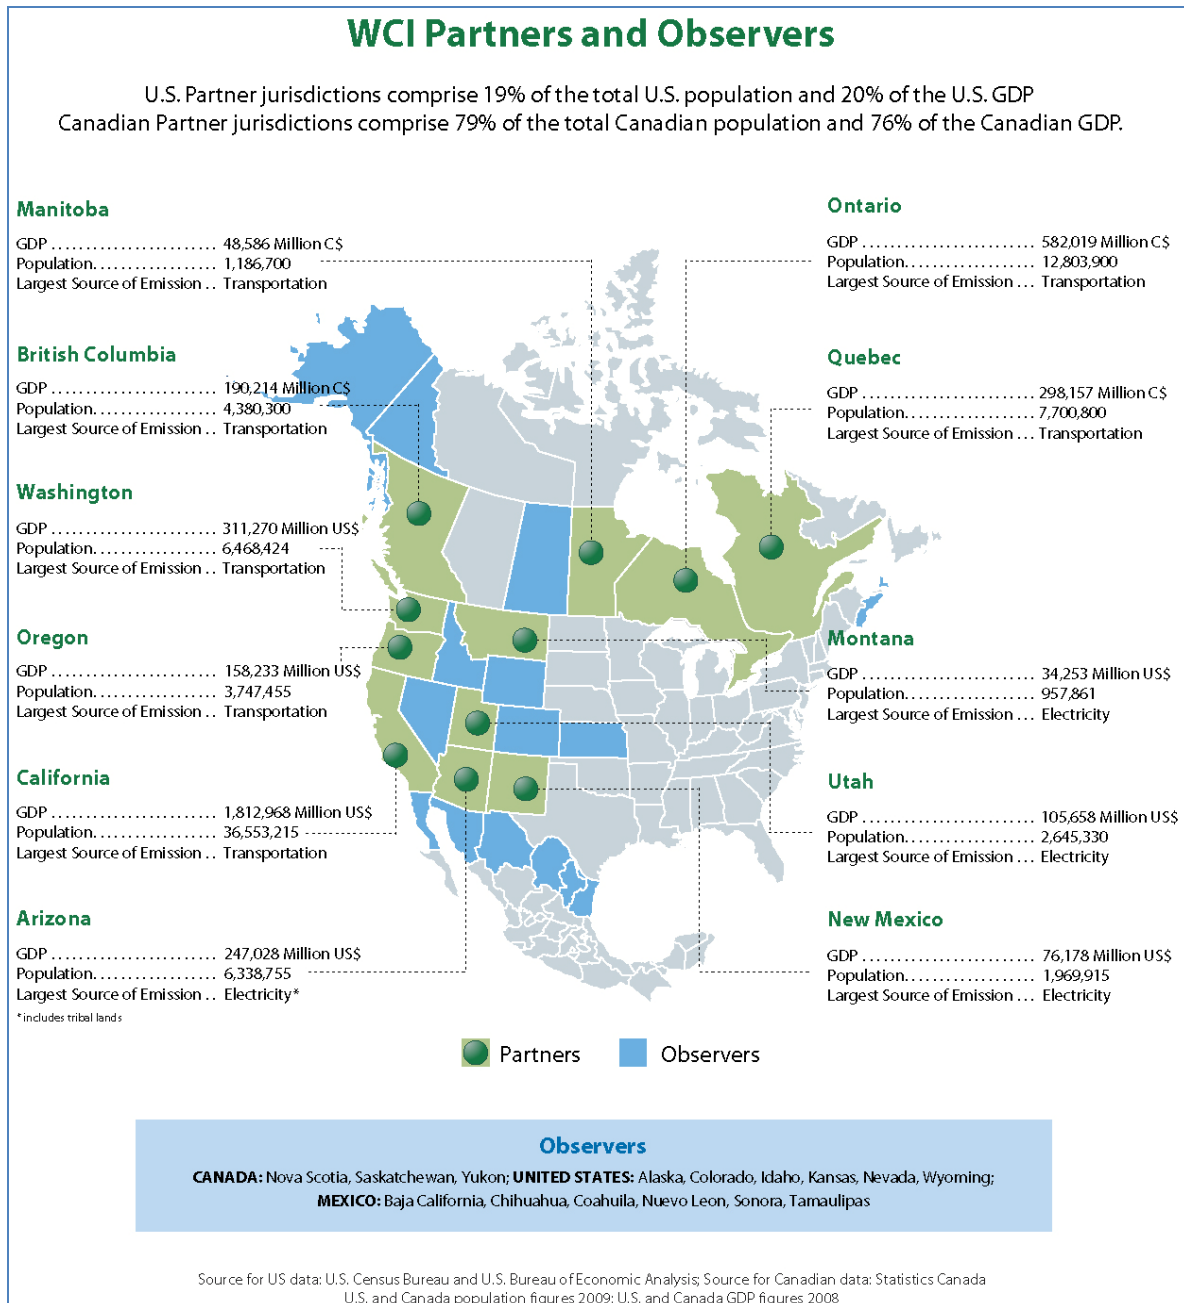 WCI Partners and Observers
U.S. Partner jurisdictions comprise 19% of the total U.S. population and 20% of the U.S. GDP
Canadian Partner jurisdictions comprise 79% of the total Canadian population and 76% of the Canadian GDP.
Manitoba
GDP ........................ 48,586 Million C$
Population.................. 1,186,700
Largest Source of Emission .. Transportation
British Columbia
GDP ........................ 190,214 Million C$
Population.................. 4,380,300
Largest Source of Emission .. Transportation
Washington
GDP ........................ 311,270 Million US$
Population.................. 6,468,424
Largest Source of Emission .. Transportation
Oregon
GDP ........................ 158,233 Million US$
Population.................. 3,747,455
Largest Source of Emission .. Transportation
California
GDP ........................ 1,812,968 Million US$
Population.................. 36,553,215
Largest Source of Emission .. Transportation
Arizona
GDP ........................ 247,028 Million US$
Population.................. 6,338,755
Largest Source of Emission .. Electricity*
*includes tribal lands
Ontario
GDP ......................... 582,019 Million C$
Population................... 12,803,900
Largest Source of Emission ... Transportation
Quebec
GDP ......................... 298,157 Million C$
Population................... 7,700,800
Largest Source of Emission ... Transportation
Montana
GDP ......................... 34,253 Million US$
Population................... 957,861
Largest Source of Emission ... Electricity
Utah
GDP ......................... 105,658 Million US$
Population................... 2,645,330
Largest Source of Emission ... Electricity
New Mexico
GDP ......................... 76,178 Million US$
Population................... 1,969,915
Largest Source of Emission ... Electricity
Partners
Observers
Observers
CANADA: Nova Scotia, Saskatchewan, Yukon; UNITED STATES: Alaska, Colorado, Idaho, Kansas, Nevada, Wyoming;
MEXICO: Baja California, Chihuahua, Coahuila, Nuevo Leon, Sonora, Tamaulipas
Source for US data: U.S. Census Bureau and U.S. Bureau of Economic Analysis; Source for Canadian data: Statistics Canada
U.S. and Canada population figures 2009; U.S. and Canada GDP figures 2008